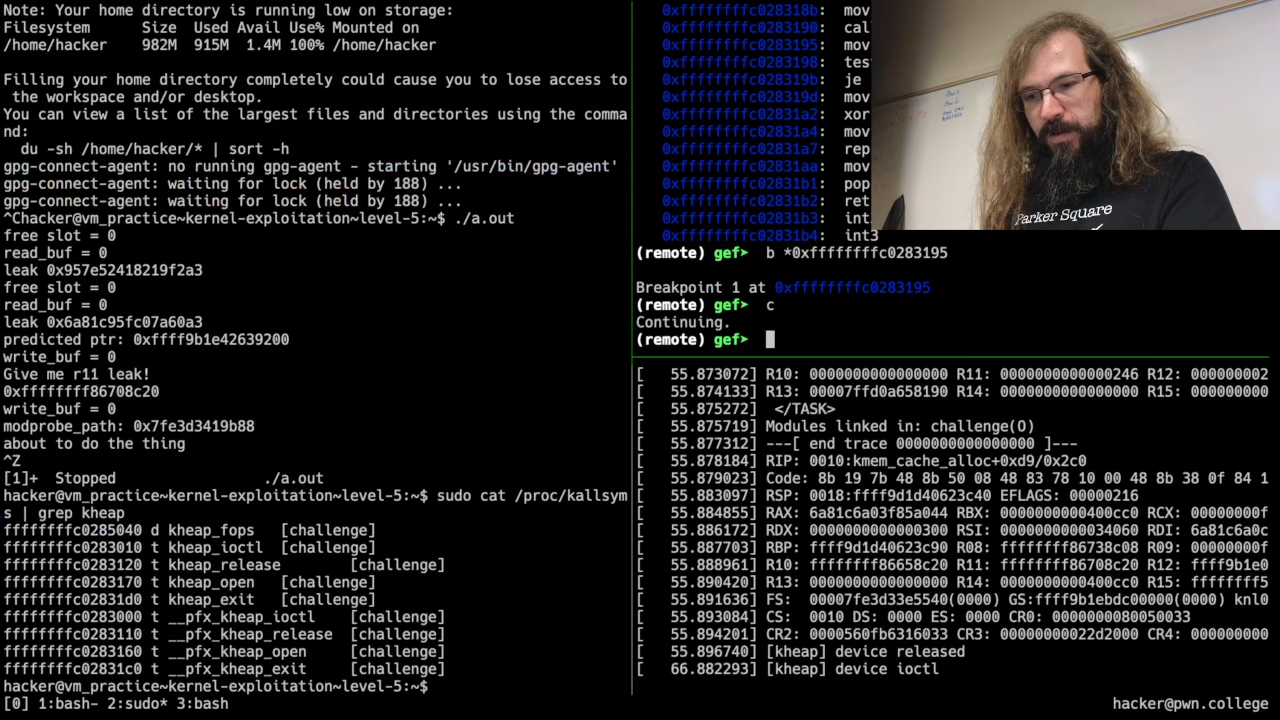 Note: Your home directory is running low on storage:
Filesystem      Size  Used Avail Use% Mounted on
/home/hacker    982M  915M  1.4M 100% /home/hacker
Filling your home directory completely could cause you to lose access to
 the workspace and/or desktop.
You can view a list of the largest files and directories using the comma
nd:
  du -sh /home/hacker/* | sort -h
gpg-connect-agent: no running gpg-agent - starting '/usr/bin/gpg-agent'
gpg-connect-agent: waiting for lock (held by 188) ...
gpg-connect-agent: waiting for lock (held by 188) ...
^Chacker@vm_practice~kernel-exploitation~level-5:~$ ./a.out
free slot = 0
read_buf = 0
leak 0x957e52418219f2a3
free slot = 0
read_buf = 0
leak 0x6a81c95fc07a60a3
predicted ptr: 0xffff9b1e42639200
write_buf = 0
Give me r11 leak!
0xffffffff86708c20
write_buf = 0
modprobe_path: 0x7fe3d3419b88
about to do the thing
^Z
[1]+  Stopped                 ./a.out
hacker@vm_practice~kernel-exploitation~level-5:~$ sudo cat /proc/kallsym
s | grep kheap
ffffffffc0285040 d kheap_fops   [challenge]
ffffffffc0283010 t kheap_ioctl  [challenge]
ffffffffc0283120 t kheap_release        [challenge]
ffffffffc0283170 t kheap_open   [challenge]
ffffffffc02831d0 t kheap_exit   [challenge]
ffffffffc0283000 t __pfx_kheap_ioctl    [challenge]
ffffffffc0283110 t __pfx_kheap_release  [challenge]
ffffffffc0283160 t __pfx_kheap_open     [challenge]
ffffffffc02831c0 t __pfx_kheap_exit     [challenge]
hacker@vm_practice~kernel-exploitation~level-5:~$
0xffffffffc028318b:  mov
0xffffffffc0283190:  cal
0xffffffffc0283195:  mov
0xffffffffc0283198:  tes
0xffffffffc028319b:  je
0xffffffffc028319d:  mov
0xffffffffc02831a2:  xor
0xffffffffc02831a4:  mov
0xffffffffc02831a7:  rep
0xffffffffc02831aa:  mov
0xffffffffc02831b1:  pop
0xffffffffc02831b2:  ret
0xffffffffc02831b3:  int
0xffffffffc02831b4:  int3
(remote) gef➤  b *0xffffffffc0283195
Breakpoint 1 at 0xffffffffc0283195
(remote) gef➤  c
Continuing.
(remote) gef➤
[   55.873072] R10: 0000000000000000 R11: 0000000000000246 R12: 000000002
[   55.874133] R13: 00007ffd0a658190 R14: 0000000000000000 R15: 000000000
[   55.875272]  </TASK>
[   55.875719] Modules linked in: challenge(O)
[   55.877312] ---[ end trace 0000000000000000 ]---
[   55.878184] RIP: 0010:kmem_cache_alloc+0xd9/0x2c0
[   55.879023] Code: 8b 19 7b 48 8b 50 08 48 83 78 10 00 48 8b 38 0f 84 1
[   55.883097] RSP: 0018:ffff9d1d40623c40 EFLAGS: 00000216
[   55.884855] RAX: 6a81c6a03f85a044 RBX: 0000000000400cc0 RCX: 00000000f
[   55.886172] RDX: 0000000000000300 RSI: 0000000000034060 RDI: 6a81c6a0c
[   55.887703] RBP: ffff9d1d40623c90 R08: ffffffff86738c08 R09: 00000000f
[   55.888961] R10: ffffffff86658c20 R11: ffffffff86708c20 R12: ffff9b1e0
[   55.890420] R13: 0000000000000000 R14: 0000000000400cc0 R15: ffffffff5
[   55.891636] FS:  00007fe3d33e5540(0000) GS:ffff9b1ebdc00000(0000) knl0
[   55.893084] CS:  0010 DS: 0000 ES: 0000 CR0: 0000000080050033
[   55.894201] CR2: 0000560fb6316033 CR3: 00000000022d2000 CR4: 000000000
[   55.896740] [kheap] device released
[   66.882293] [kheap] device ioctl
Parker Square
[0] 1:bash- 2:sudo* 3:bash
hacker@pwn.college